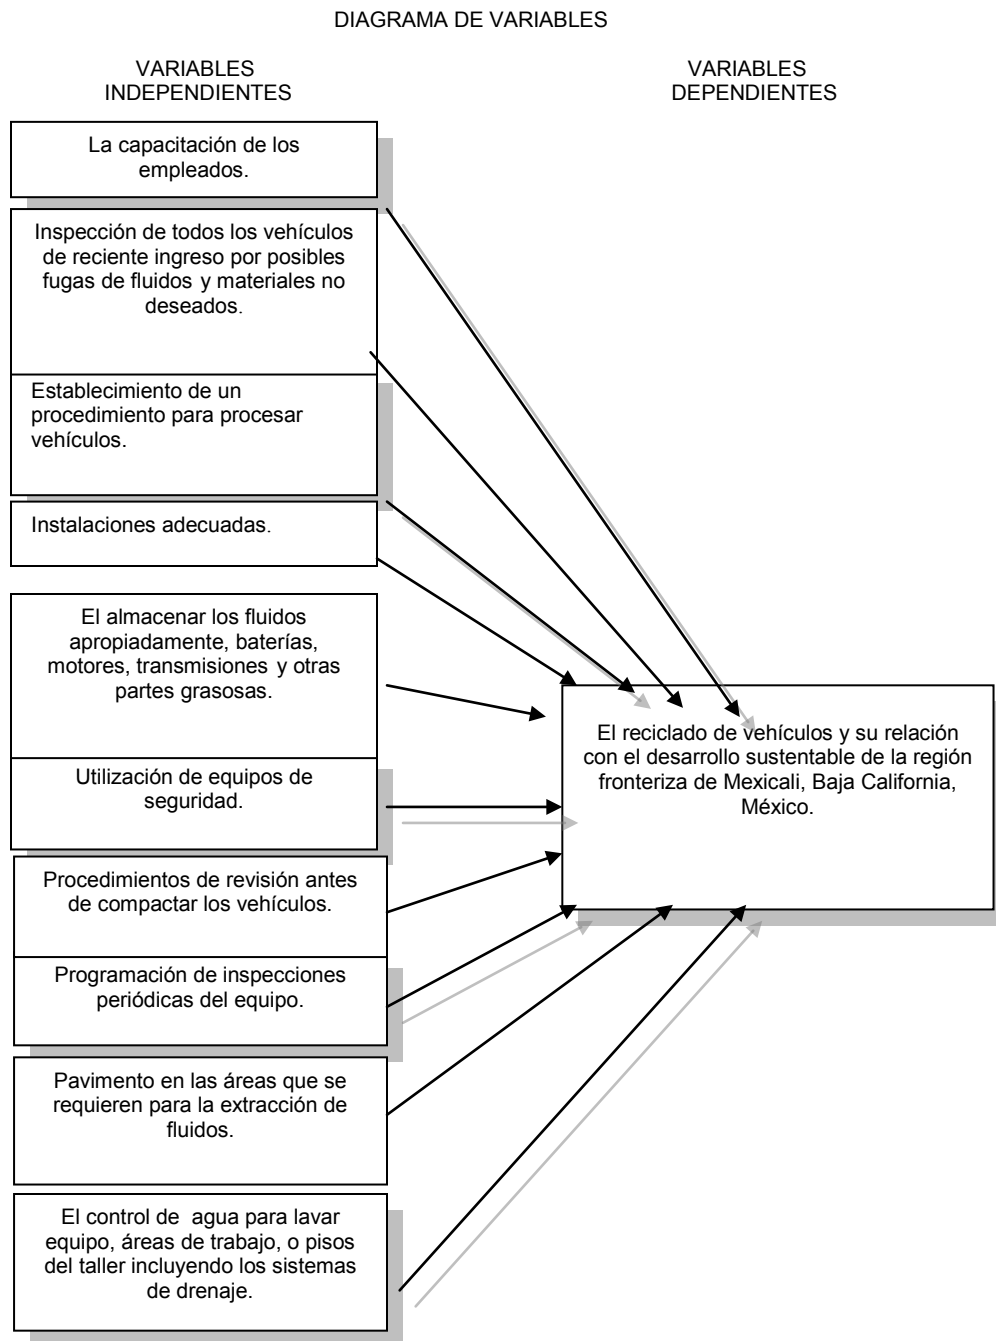 DIAGRAMA DE VARIABLES
VARIABLES
INDEPENDIENTES
VARIABLES
DEPENDIENTES
La capacitación de los
empleados.
Inspección de todos los vehículos
de reciente ingreso por posibles
fugas de fluidos y materiales no
deseados.
Establecimiento de un
procedimiento para procesar
vehículos.
Instalaciones adecuadas.
El almacenar los fluidos
apropiadamente, baterías,
motores, transmisiones y otras
partes grasosas.
Utilización de equipos de
seguridad.
Procedimientos de revisión antes
de compactar los vehículos.
Programación de inspecciones
periódicas del equipo.
Pavimento en las áreas que se
requieren para la extracción de
fluidos.
El control de agua para lavar
equipo, áreas de trabajo, o pisos
del taller incluyendo los sistemas
de drenaje.
El reciclado de vehículos y su relación
con el desarrollo sustentable de la región
fronteriza de Mexicali, Baja California,
México.